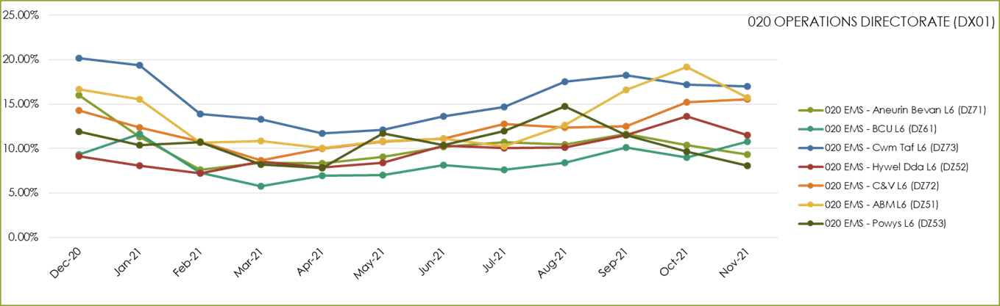 020 OPERATIONS DIRECTORATE (DX01)
25.00%
20.00%
15.00%
10.00%
5.00%
0.00%
Dec-20
Jan-21
Feb-21
Mar-21
Apr-21
May-21
Jun-21
Jul-21
Aug-21
Sep-21
Oct-21
Nov-21
020 EMS - Aneurin Bevan L6 (DZ71)
020 EMS - BCU L6 (DZ61)
020 EMS - Cwm Taf L6 (DZ73)
020 EMS - Hywel Dda L6 (DZ52)
020 EMS - C&V L6 (DZ72)
020 EMS - ABM L6 (DZ51)
020 EMS - Powys L6 (DZ53)